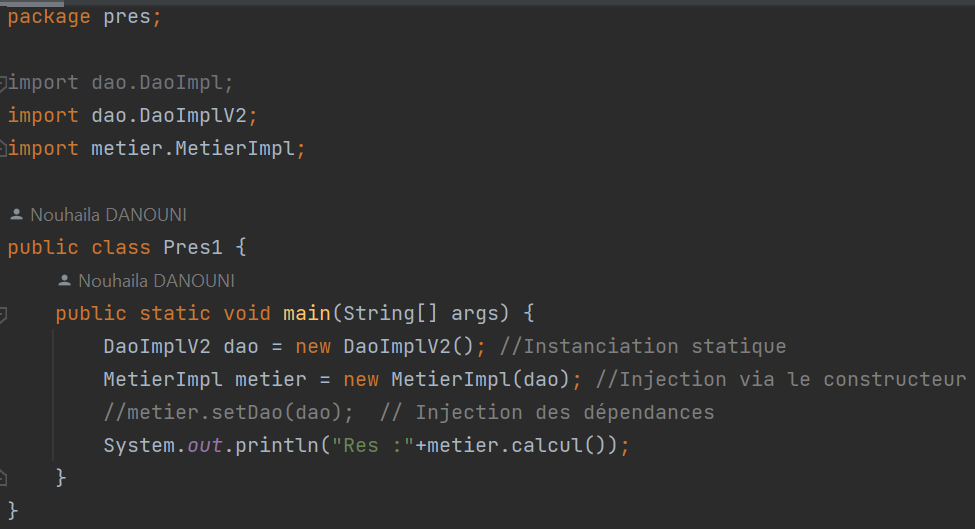 package pres;
import dao.DaoImpl;
import dao.DaoImplV2;
import metier.MetierImpl;
Nouhaila DANOUNI
public class Pres1 {
Nouhaila DANOUNI
public static void main(String[] args) {
DaoImplV2 dao = new DaoImplV2(); //Instanciation statique
MetierImpl metier = new MetierImpl(dao); //Injection via le constructeur
//metier.setDao(dao);  // Injection des dépendances
System.out.println("Res :"+metier.calcul());
}
}